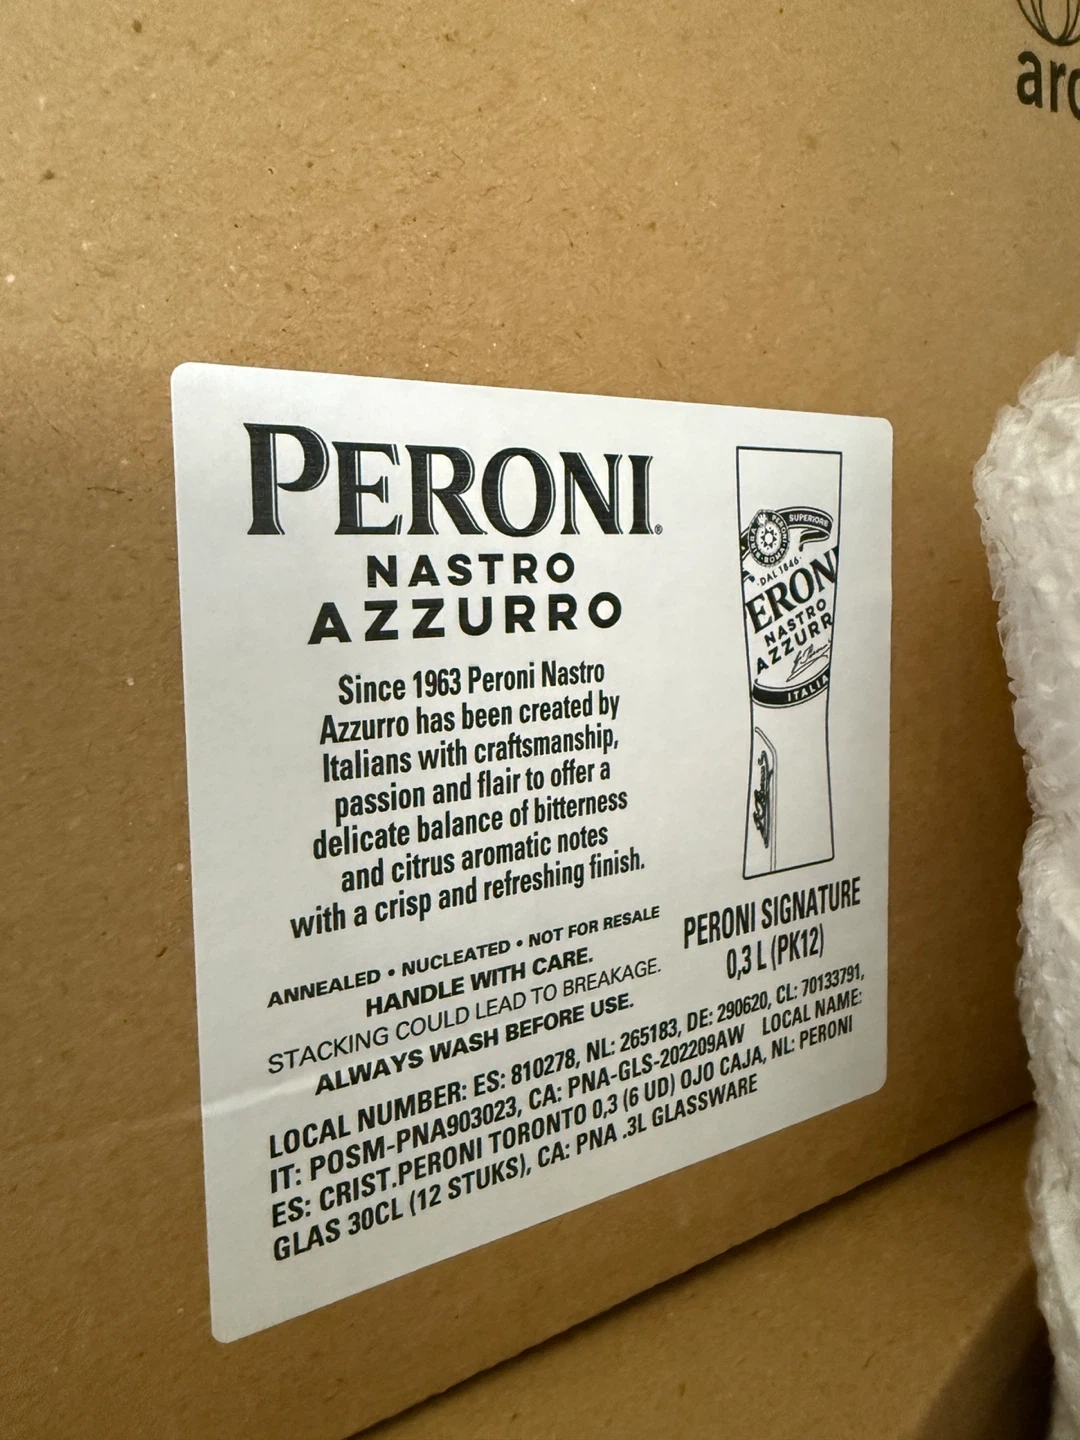 PERONI®
NASTRO
AZZURRO
Since 1963 Peroni Nastro
Azzurro has been created by
Italians with craftsmanship,
passion and flair to offer a
delicate balance of bitterness
and citrus aromatic notes
with a crisp and refreshing finish.
ANNEALED • NUCLEATED • NOT FOR RESALE
HANDLE WITH CARE.
STACKING COULD LEAD TO BREAKAGE.
ALWAYS WASH BEFORE USE.
SUPERIORE
·DAL 1846·
ERON
NASTRO
AZZURR
ITALIA
PERONI SIGNATURE
0,3 L (PK12)
LOCAL NUMBER: ES: 810278, NL: 265183, DE: 290620, CL: 70133791,
IT: POSM-PNA903023, CA: PNA-GLS-202209AW LOCAL NAME:
ES: CRIST.PERONI TORONTO 0,3 (6 UD) OJO CAJA, NL: PERONI
GLAS 30CL (12 STUKS), CA: PNA .3L GLASSWARE